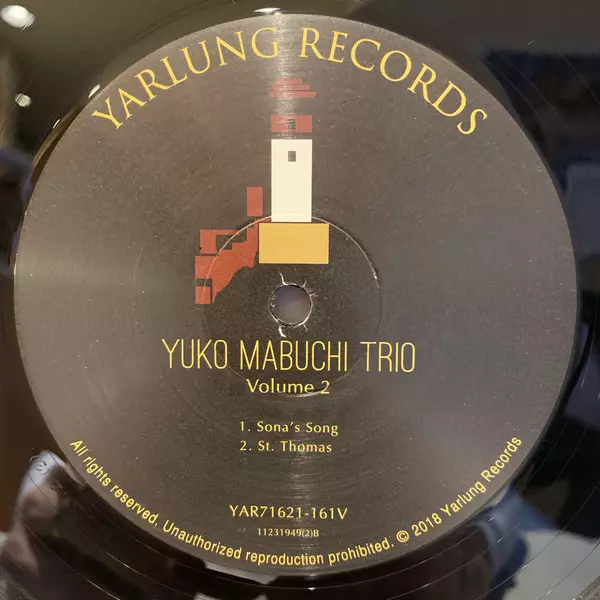 YARLUNG RECORDS
YUKO MABUCHI TRIO
Volume 2
1. Sona's Song
2. St. Thomas
YAR71621-161V
11231949(2)B
All rights reserved. Unauthorized reproduction prohibited. © 2018 Yarlung Records